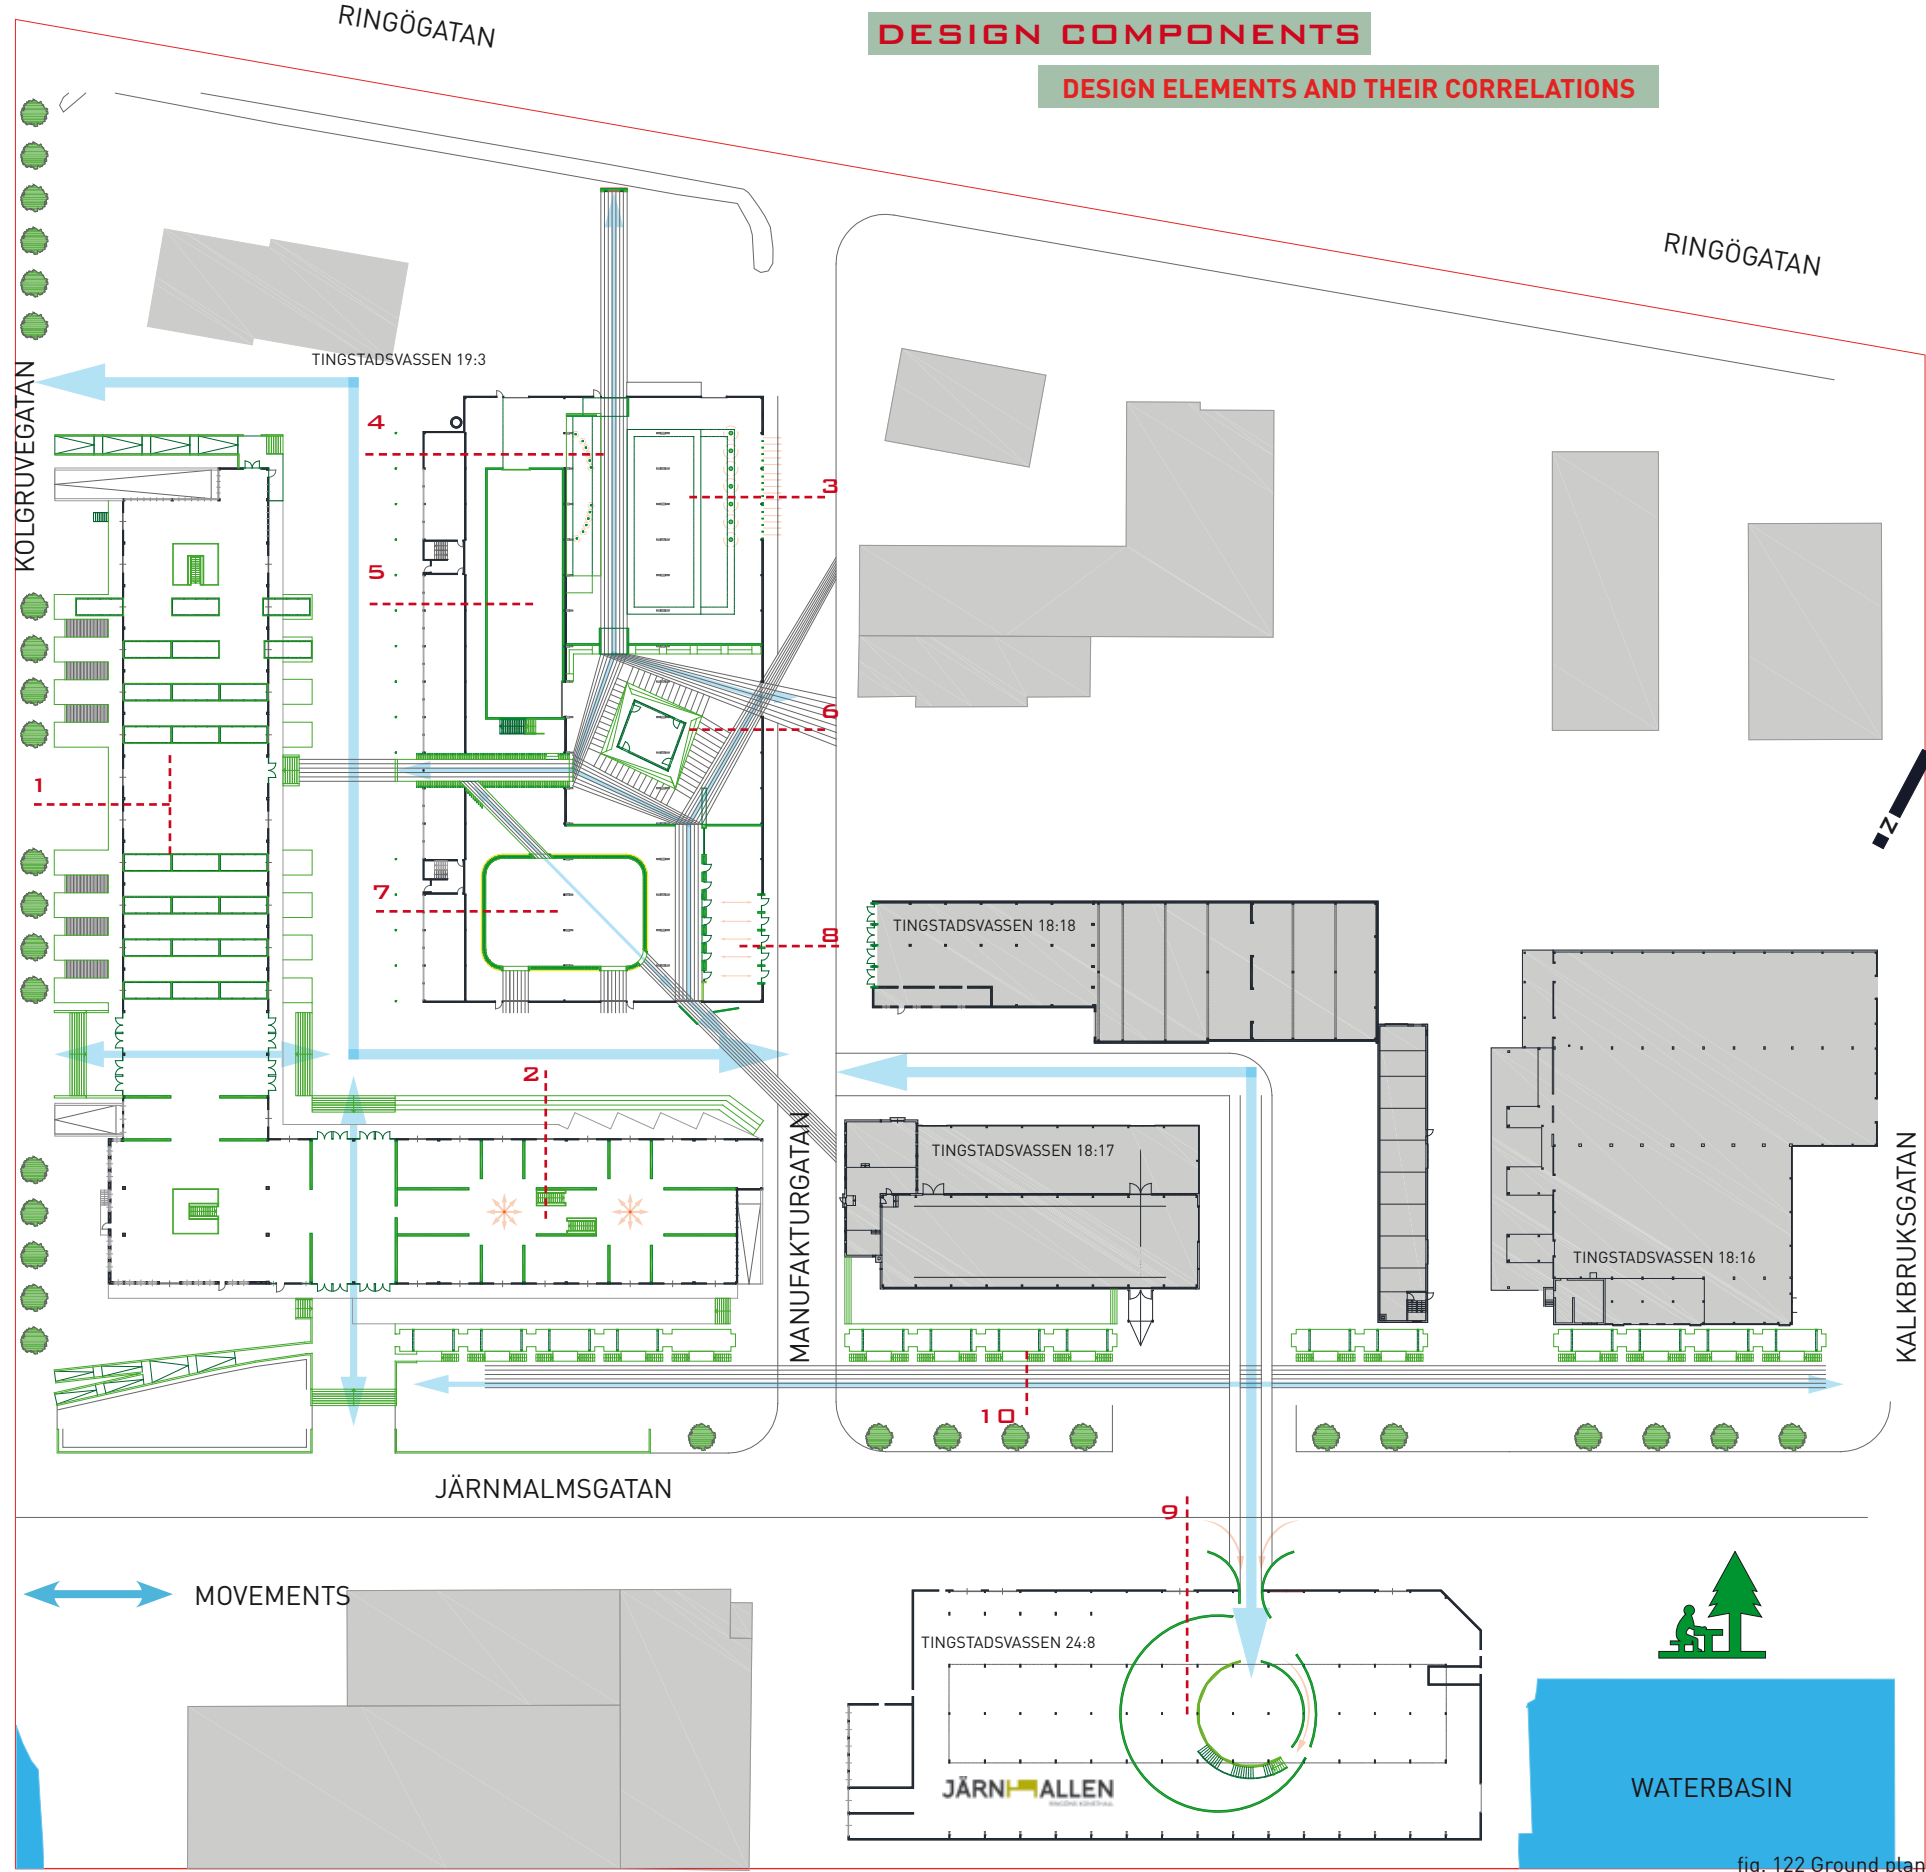 RINGÖGATAN
DESIGN COMPONENTS
DESIGN ELEMENTS AND THEIR CORRELATIONS
RINGÖGATAN
TINGSTADSVASSEN 19:3
KOLGRUVEGATAN
4
3
5
6
1
7
8
TINGSTADSVASSEN 18:18
N
2
MANUFAKTURGATAN
TINGSTADSVASSEN 18:17
KALKBRUKSGATAN
TINGSTADSVASSEN 18:16
10
JÄRNMALMSGATAN
9
MOVEMENTS
TINGSTADSVASSEN 24:8
JÄRNHALLEN
WATERBASIN
fig. 122 Ground plan